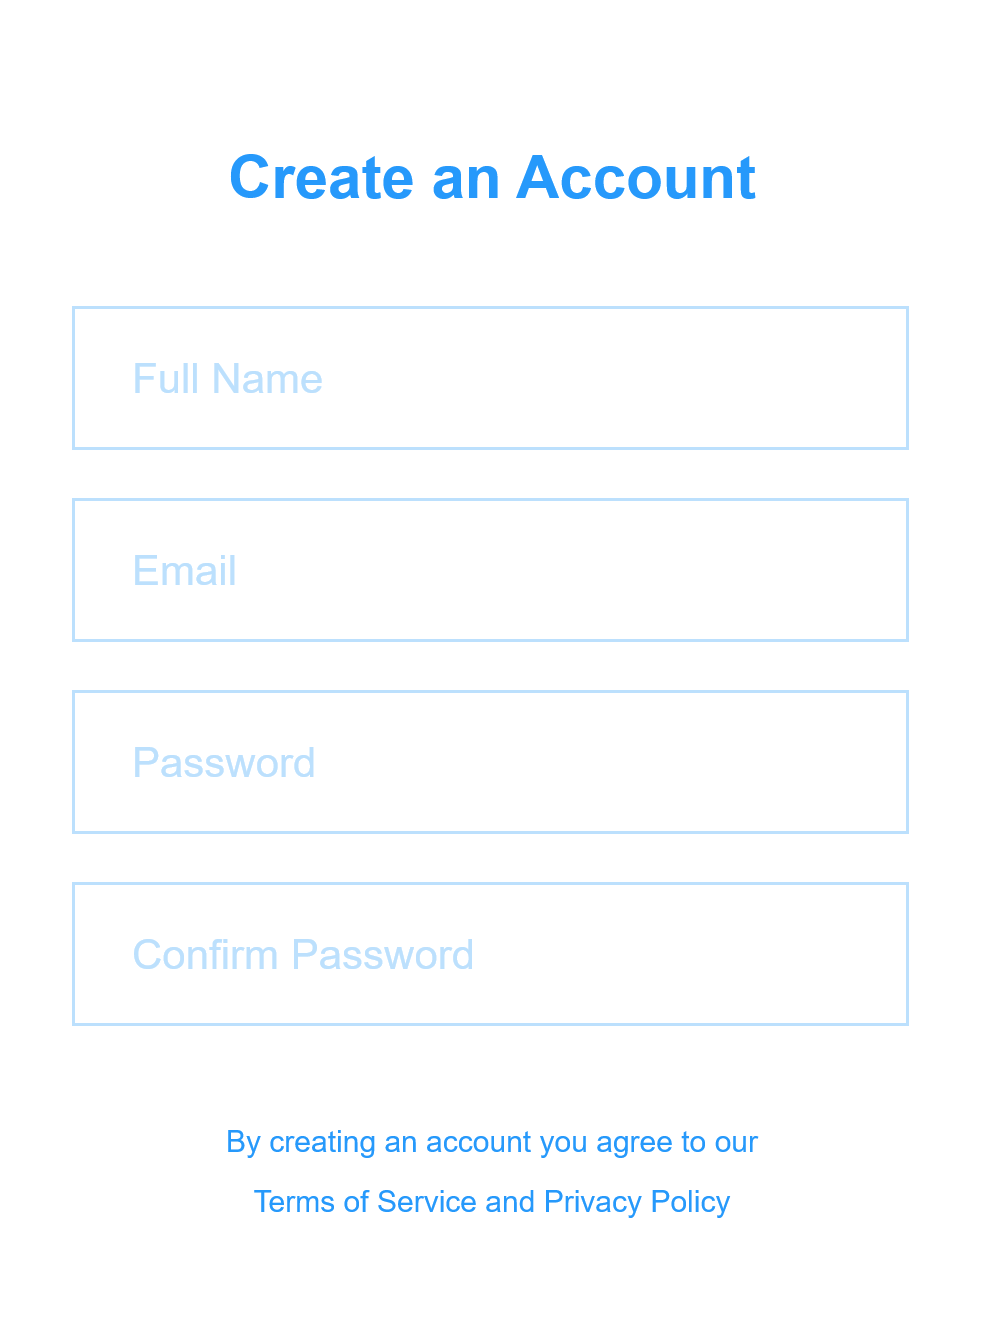 Create an Account
Full Name
Email
Password
Confirm Password
By creating an account you agree to our
Terms of Service and Privacy Policy